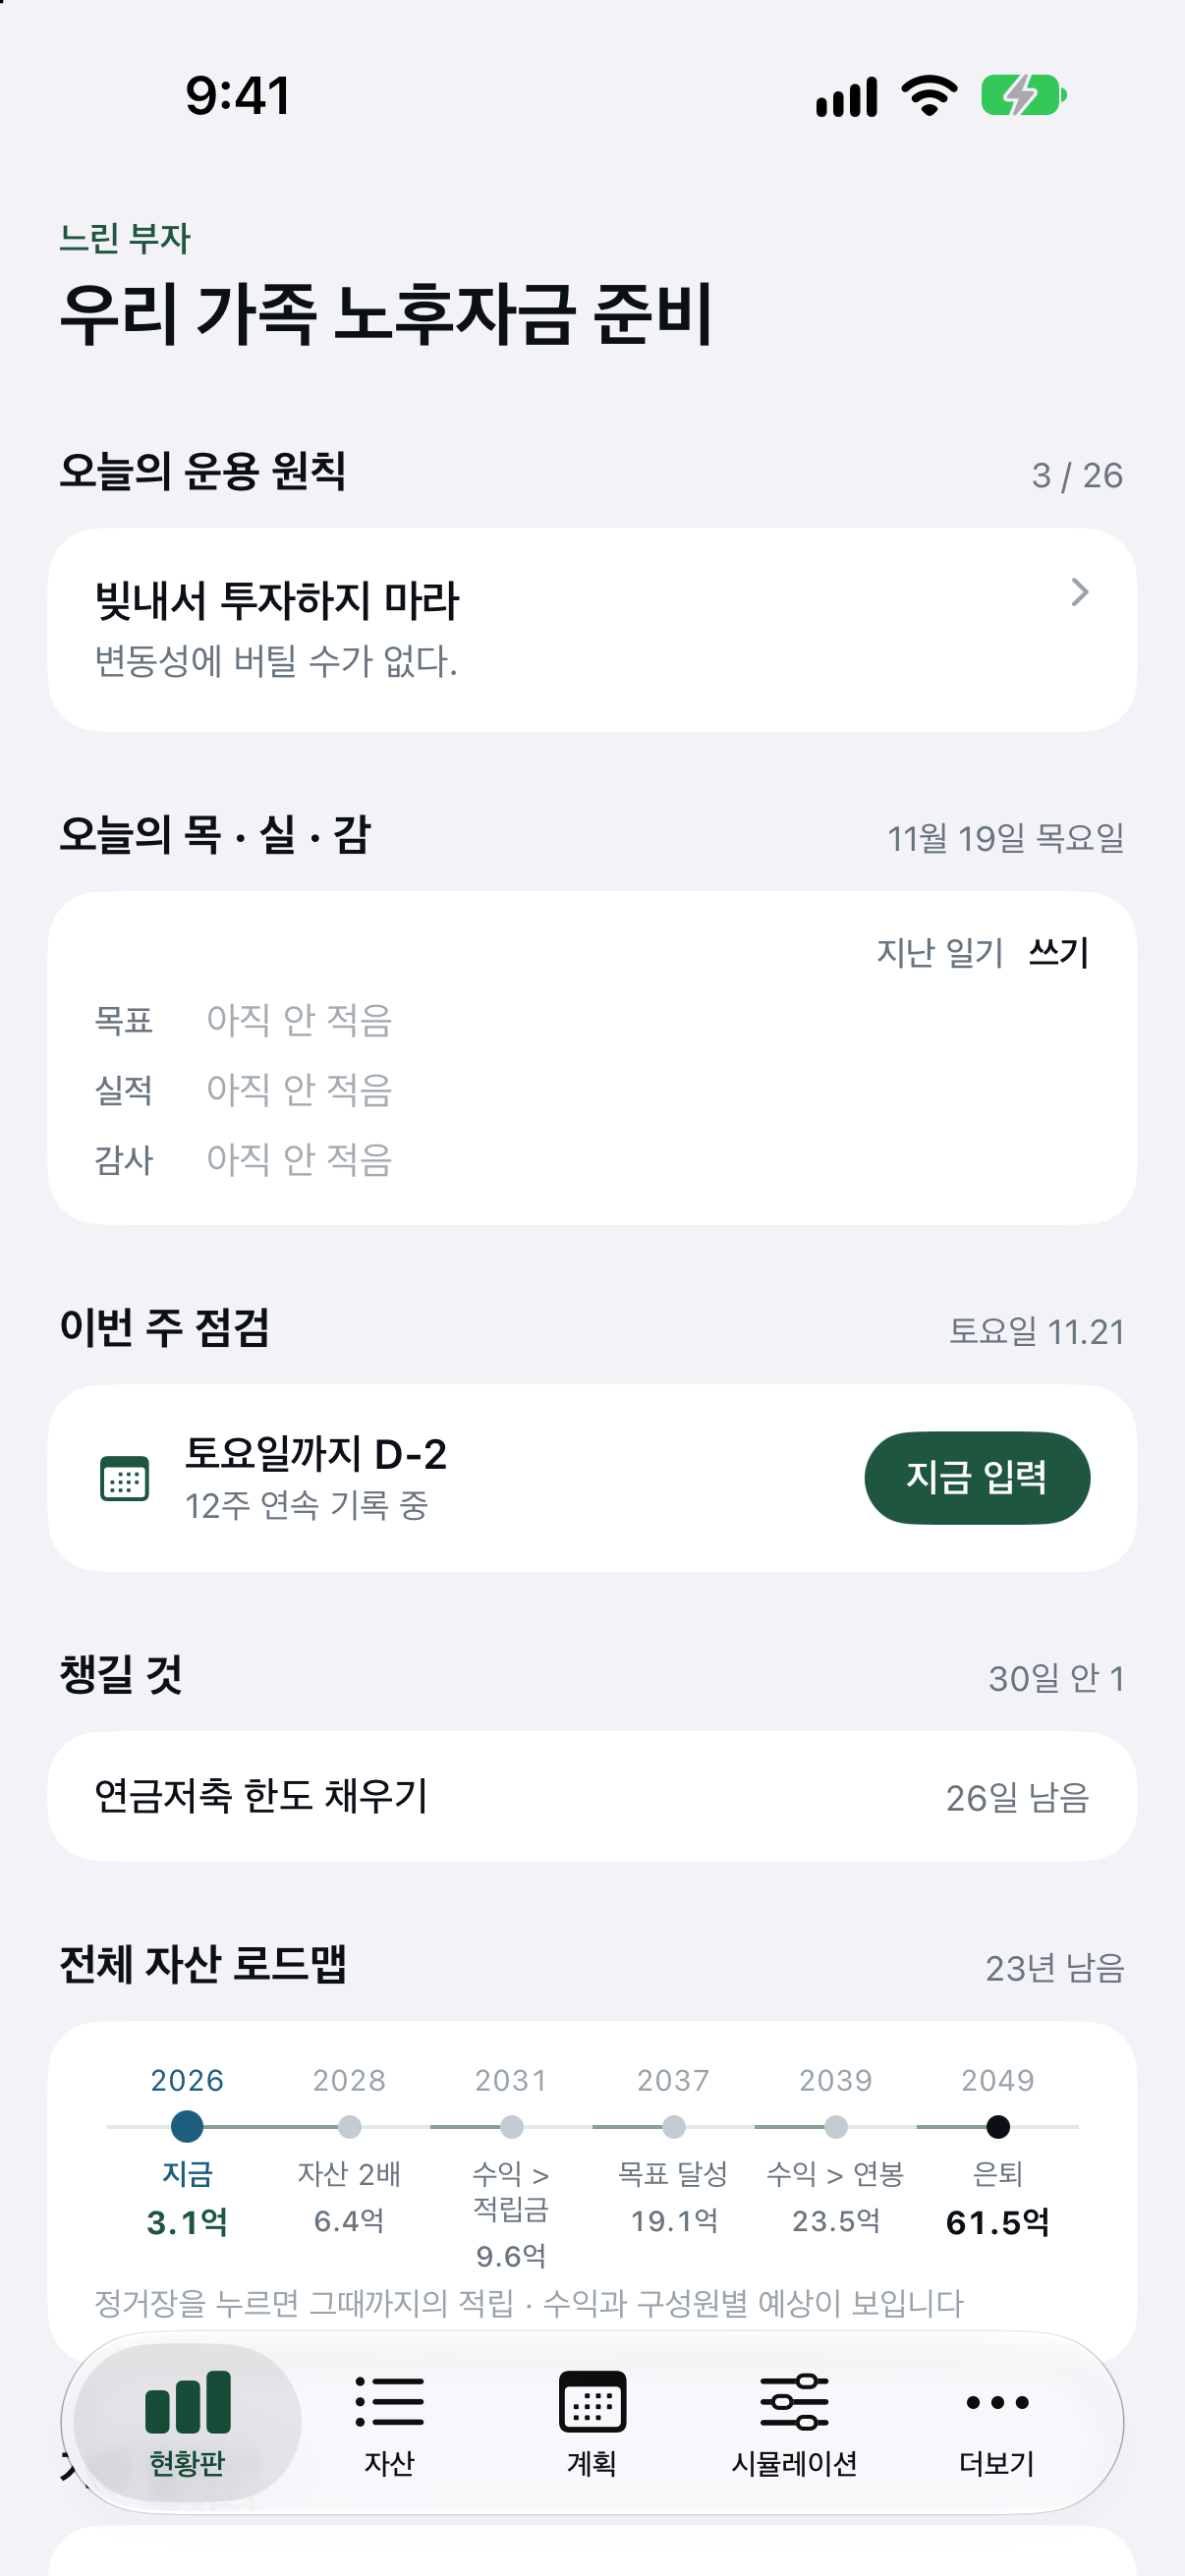 9:41
느린 부자
우리 가족 노후자금 준비
오늘의 운용 원칙
3 / 26
빚내서 투자하지 마라
변동성에 버틸 수가 없다.
오늘의 목 · 실 · 감
11월 19일 목요일
지난 일기 쓰기
목표 아직 안 적음
실적 아직 안 적음
감사 아직 안 적음
이번 주 점검
토요일 11.21
토요일까지 D-2
12주 연속 기록 중
지금 입력
챙길 것
30일 안 1
연금저축 한도 채우기
26일 남음
전체 자산 로드맵
23년 남음
2026 2028 2031 2037 2039 2049
지금 자산 2배 수익 > 목표 달성 수익 > 연봉 은퇴
적립금
3.1억 6.4억 9.6억 19.1억 23.5억 61.5억
정거장을 누르면 그때까지의 적립 · 수익과 구성원별 예상이 보입니다
현황판 자산 계획 시뮬레이션 더보기